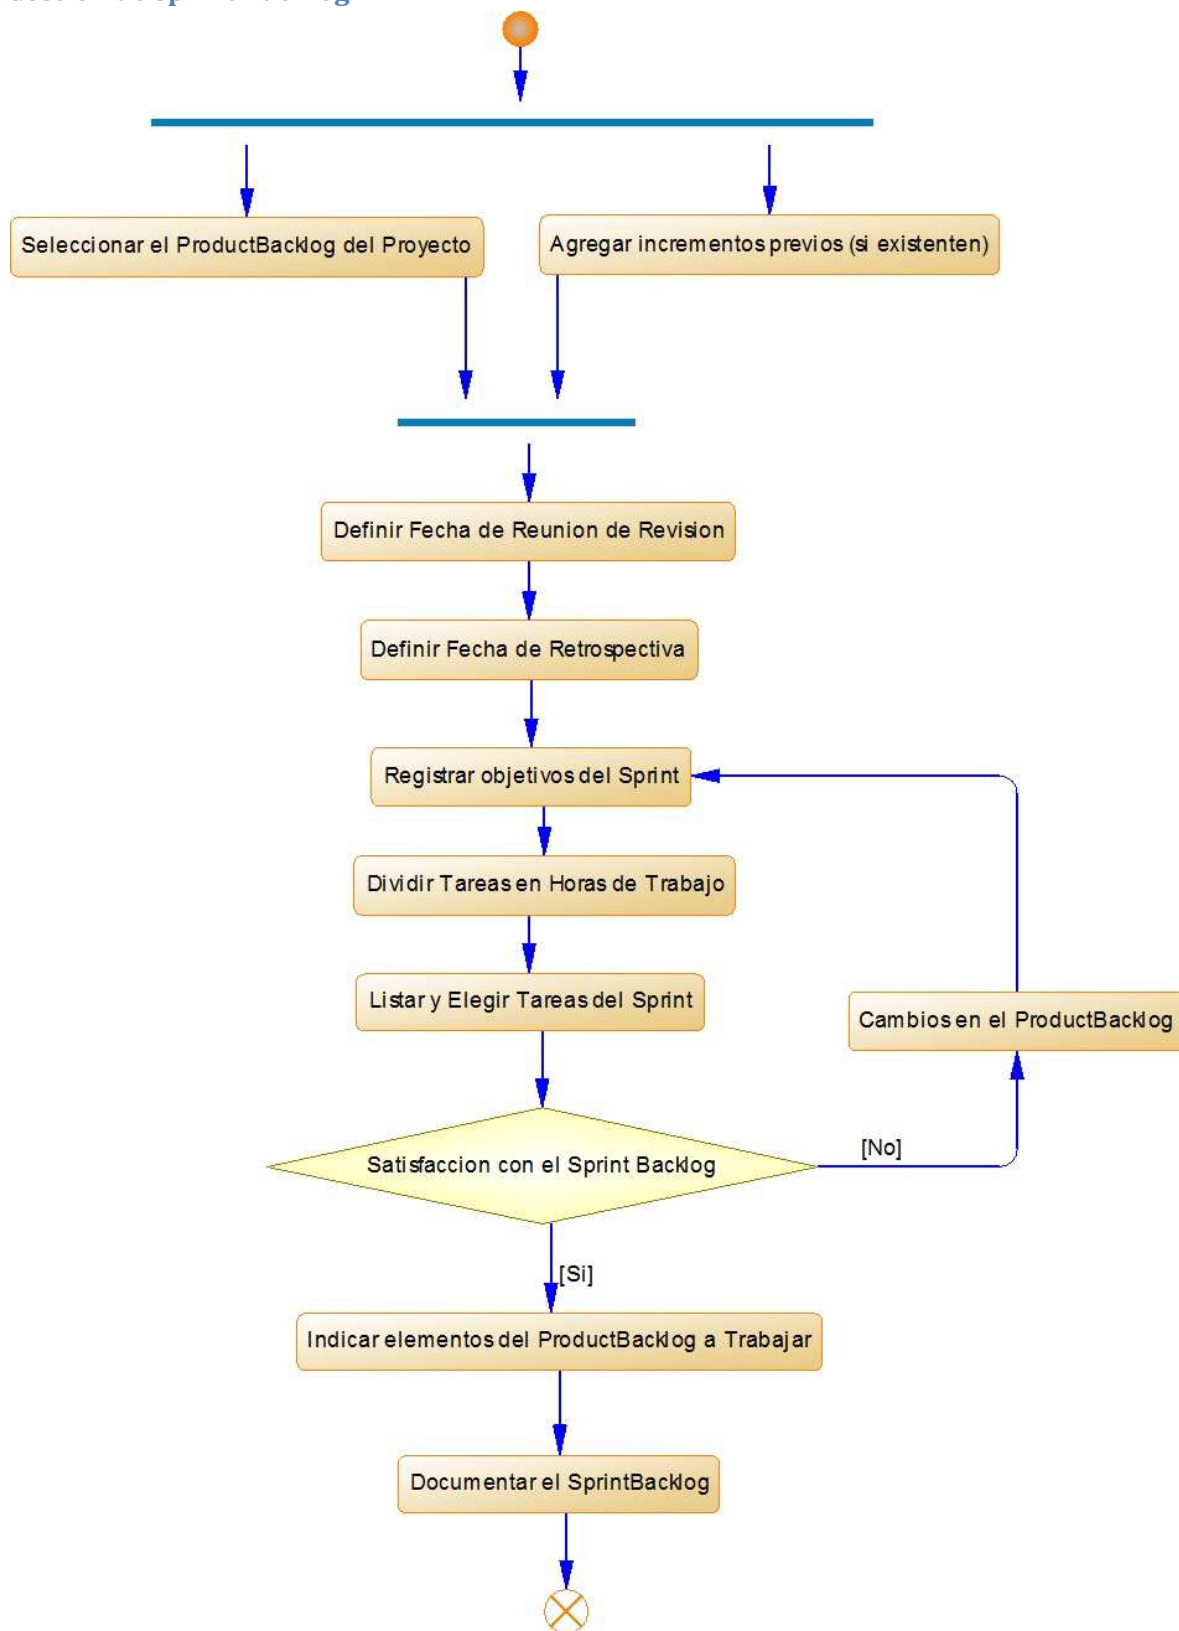 Seleccionar el ProductBacklog del Proyecto
Agregar incrementos previos (si existenten)
Definir Fecha de Reunion de Revision
Definir Fecha de Retrospectiva
Registrar objetivos del Sprint
Dividir Tareas en Horas de Trabajo
Listar y Elegir Tareas del Sprint
Cambios en el ProductBacklog
Satisfaccion con el Sprint Backlog
[No]
[Si]
Indicar elementos del ProductBacklog a Trabajar
Documentar el SprintBacklog